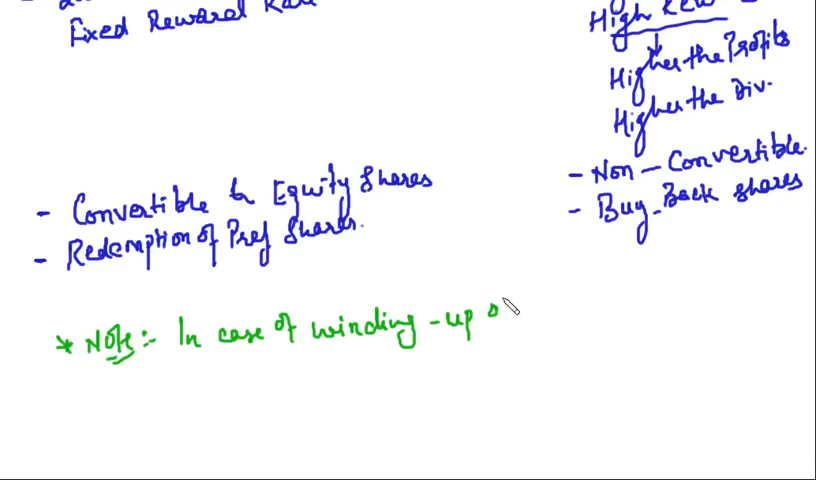 Fixed Reward Rate
High Rew
Higher the Profits
Higher the Div.
- Convertible to Equity Shares
- Redemption of Pref Shares.
- Non - Convertible.
- Buy-Back shares
* Note :- In case of winding - up o